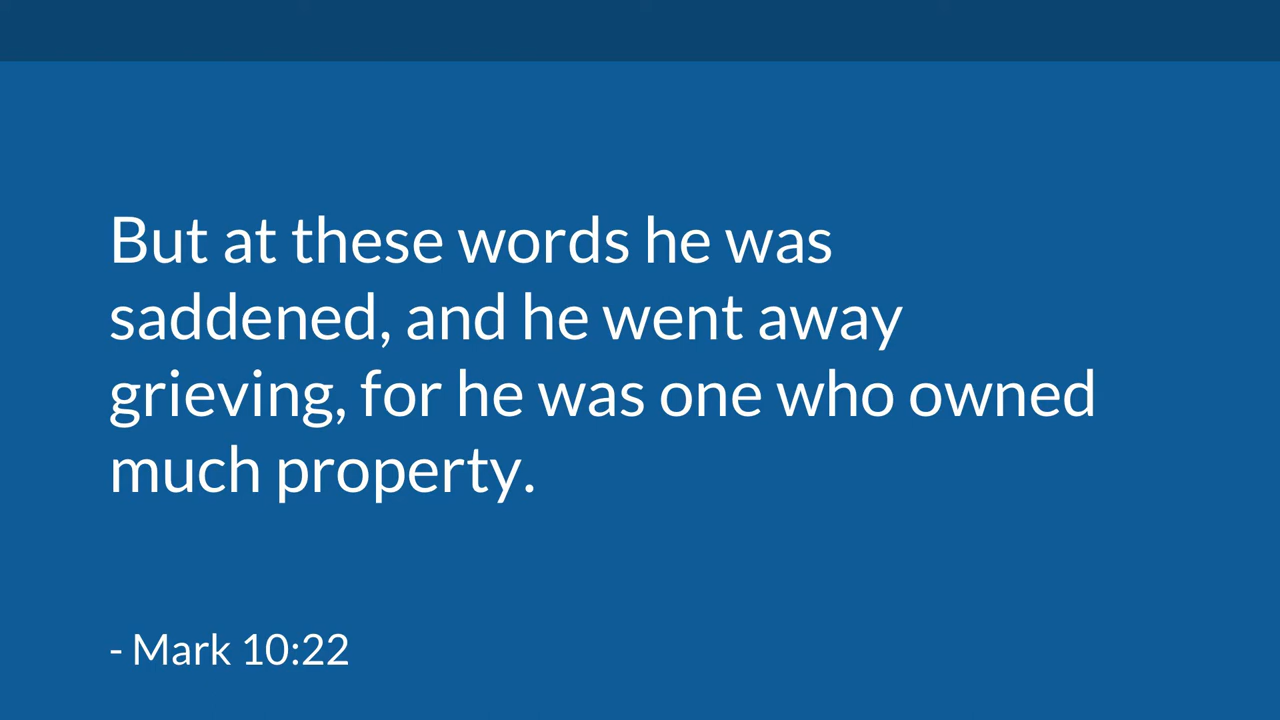 But at these words he was
saddened, and he went away
grieving, for he was one who owned
much property.
- Mark 10:22